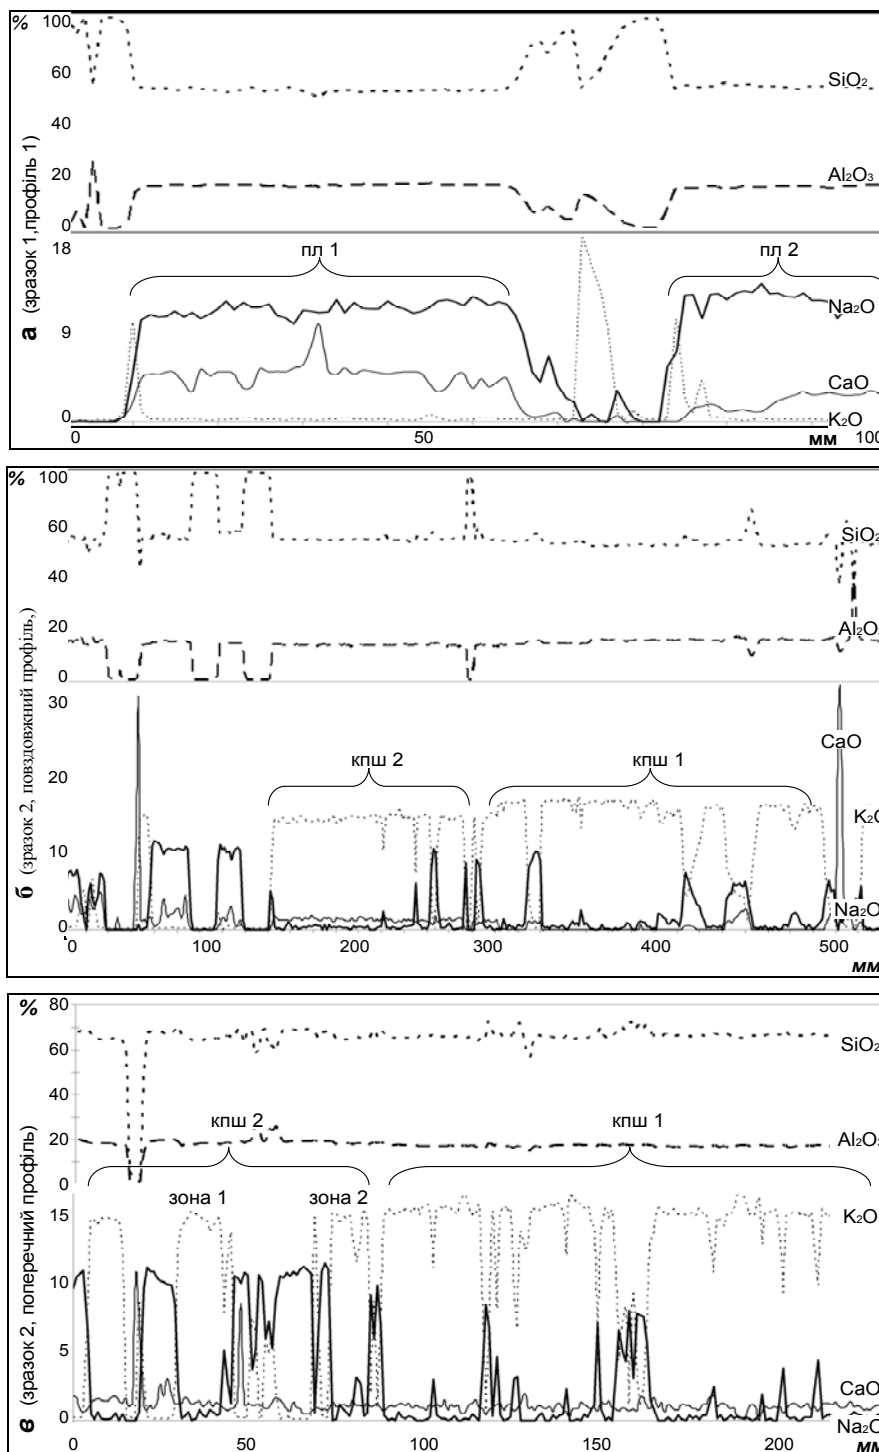 %
100
60
SiO2
40
20
Al2O3
0
18
пл 1
пл 2
Na2O
9
CaO
0
K2O
0
50
мм
100
а (зразок 1,профіль 1)
%
100
60
SiO2
40
20
Al2O
0
30
CaO
кпш 2
кпш 1
20
K2O
10
Na2O
0
0
100
200
300
400
500
мм
б (зразок 2, повздовжний профіль,)
%
80
60
SiO2
40
кпш 2
кпш 1
20
Al2O3
0
зона 1
зона 2
15
K2O
10
5
CaO
0
Na2O
0
50
100
150
200
мм
в (зразок 2, поперечний профіль)